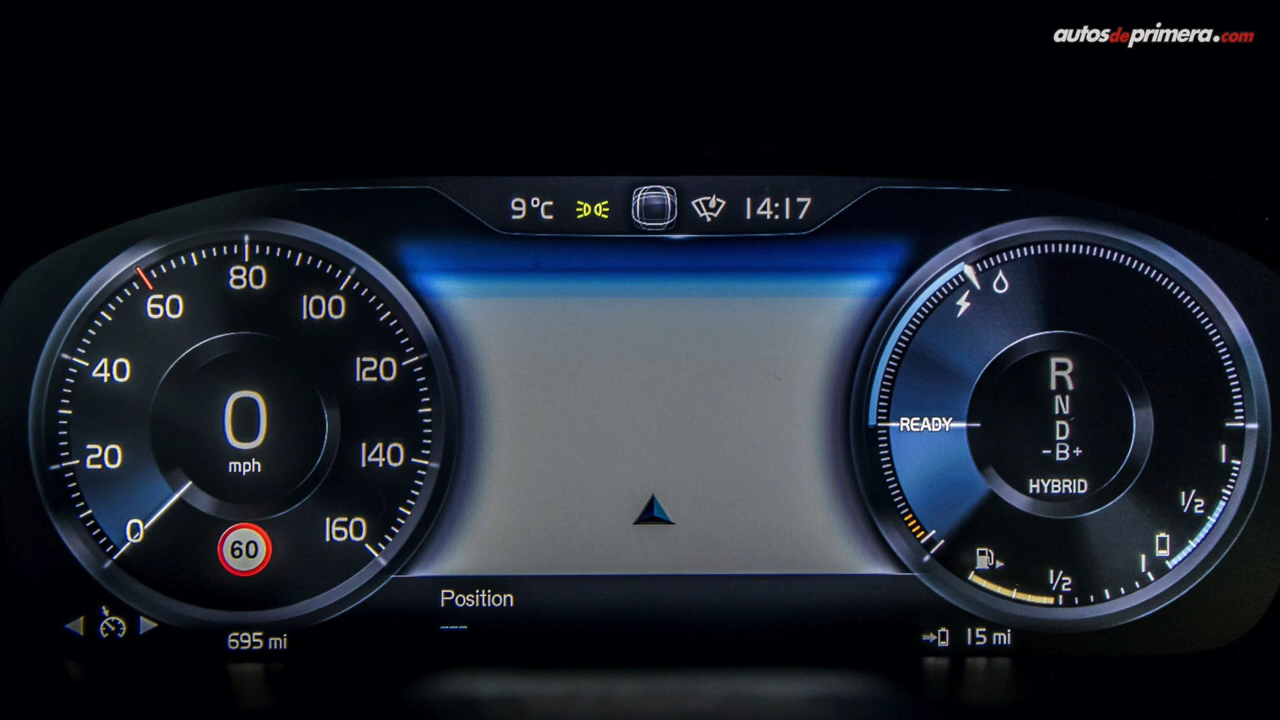 autosdeprimera.com
9°C 14:17
0
20
40
60
80
100
120
140
160
0
mph
60
695 mi
Position
---
READY
R
N
D
-B+
HYBRID
1
1/2
1/2
1
15 mi